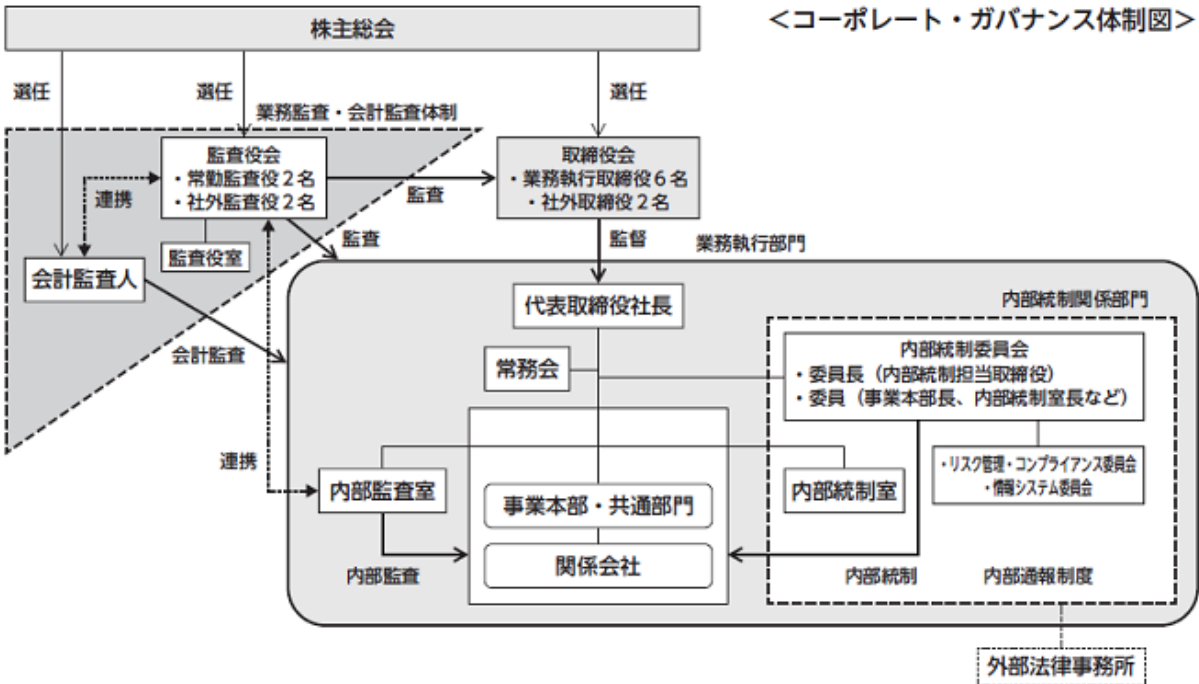 <コーポレート・ガバナンス体制図>
株主総会
選任
選任
選任
業務監査・会計監査体制
監査役会
・常勤監査役2名
・社外監査役2名
取締役会
・業務執行取締役6名
・社外取締役2名
連携
監査
監査役室
監査
監督
業務執行部門
会計監査人
代表取締役社長
内部統制関係部門
会計監査
常務会
内部統制委員会
・委員長（内部統制担当取締役）
・委員（事業本部長、内部統制室長など）
連携
・リスク管理・コンプライアンス委員会
・情報システム委員会
内部監査室
事業本部・共通部門
内部統制室
関係会社
内部監査
内部統制
内部通報制度
外部法律事務所